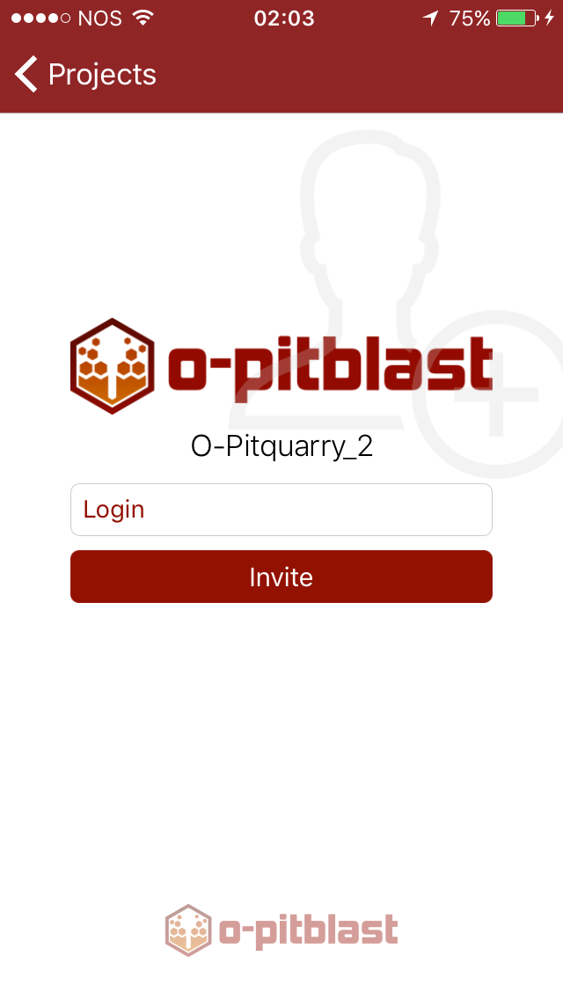 NOS 02:03 75%
Projects
o-pitblast
O-Pitquarry_2
Login
Invite
o-pitblast